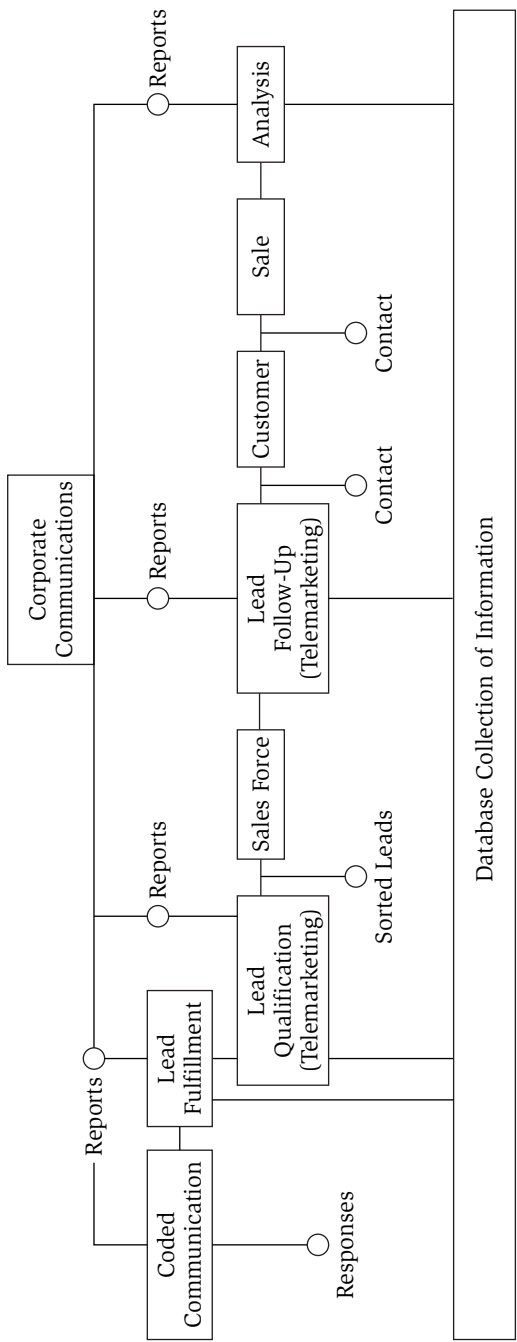 Corporate
Communications
Reports
Reports
Reports
Reports
Coded
Communication
Lead
Fulfillment
Lead
Qualification
(Telemarketing)
Sales Force
Lead
Follow-Up
(Telemarketing)
Customer
Sale
Analysis
Responses
Sorted Leads
Contact
Contact
Database Collection of Information